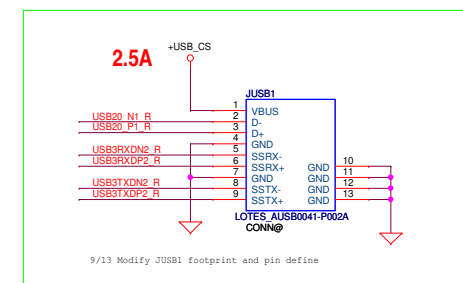 +USB_CS
2.5A
JUSB1
1 VBUS
USB20_N1_R 2 D-
USB20_P1_R 3 D+
4 GND
USB3RXDN2_R 5 SSRX-
USB3RXDP2_R 6 SSRX+ GND 10
7 GND GND 11
USB3TXDN2_R 8 SSTX- GND 12
USB3TXDP2_R 9 SSTX+ GND 13
LOTES_AUSB0041-P002A
CONN@
9/13 Modify JUSB1 footprint and pin define